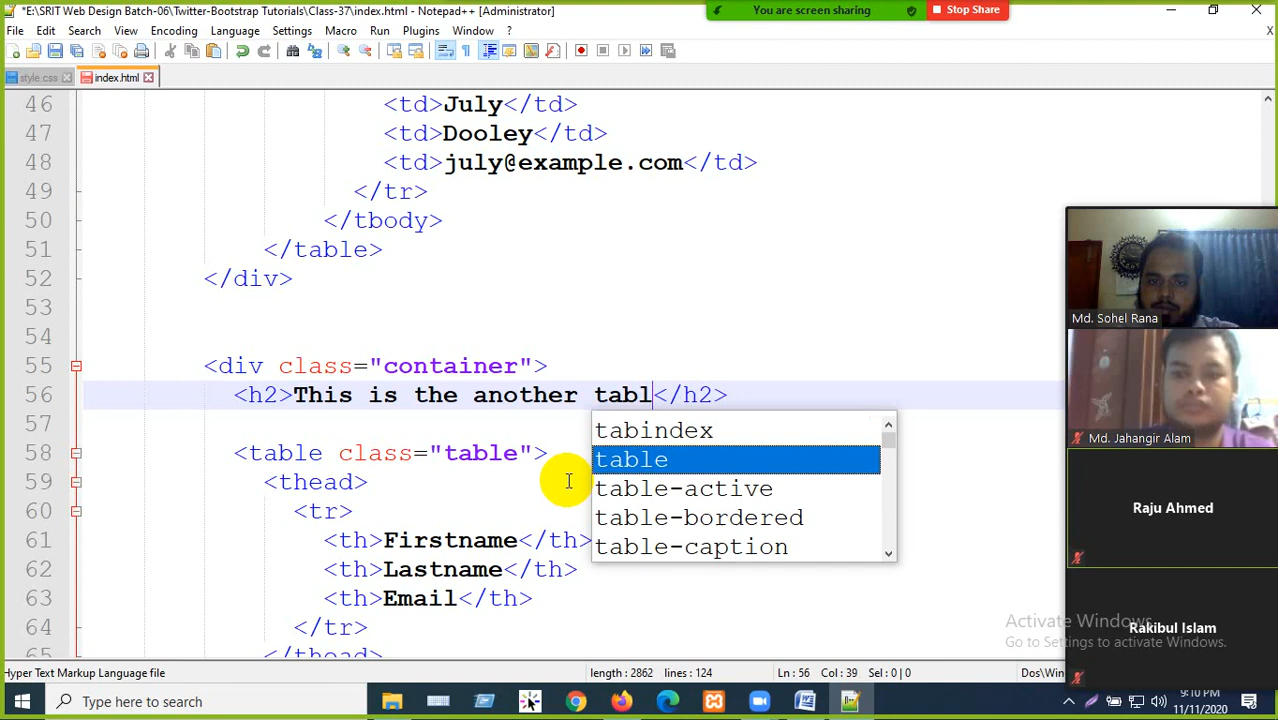 *E:\SRIT Web Design Batch-06\Twitter-Bootstrap Tutorials\Class-37\index.html - Notepad++ [Administrator]
You are screen sharing
Stop Share
File Edit Search View Encoding Language Settings Macro Run Plugins Window ?
X
style.css
index.html
46 <td>July</td>
47 <td>Dooley</td>
48 <td>july@example.com</td>
49 </tr>
50 </tbody>
51 </table>
52 </div>
53
54
55 <div class="container">
56 <h2>This is the another tabl</h2>
57
tabindex
58 <table class="table">
table
59 <thead>
table-active
60 <tr>
table-bordered
61 <th>Firstname</th>
table-caption
62 <th>Lastname</th>
63 <th>Email</th>
64 </tr>
65 </thead>
Md. Sohel Rana
Md. Jahangir Alam
Raju Ahmed
Rakibul Islam
Activate Windows
Go to Settings to activate Windows.
Hyper Text Markup Language file
length : 2862 lines : 124
Ln : 56 Col : 39 Sel : 0 | 0
Dos\Win
Type here to search
9:10 PM
11/11/2020